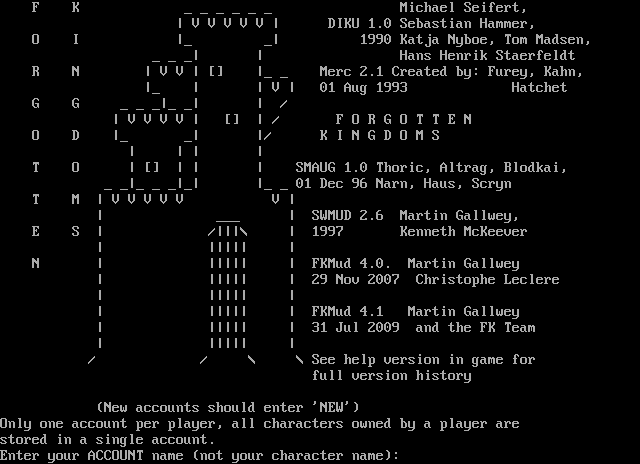 FORGOTTEN
KINGDOMS
Michael Seifert,
DIKU 1.0 Sebastian Hammer,
1990 Katja Nyboe, Tom Madsen,
Hans Henrik Staerfeldt
Merc 2.1 Created by: Furey, Kahn,
01 Aug 1993 Hatchet
F O R G O T T E N
K I N G D O M S
SMAUG 1.0 Thoric, Altrag, Blodkai,
01 Dec 96 Narn, Haus, Scryn
SWMUD 2.6 Martin Gallwey,
1997 Kenneth McKeever
FKMud 4.0. Martin Gallwey
29 Nov 2007 Christophe Leclere
FKMud 4.1 Martin Gallwey
31 Jul 2009 and the FK Team
See help version in game for
full version history
(New accounts should enter 'NEW')
Only one account per player, all characters owned by a player are
stored in a single account.
Enter your ACCOUNT name (not your character name):